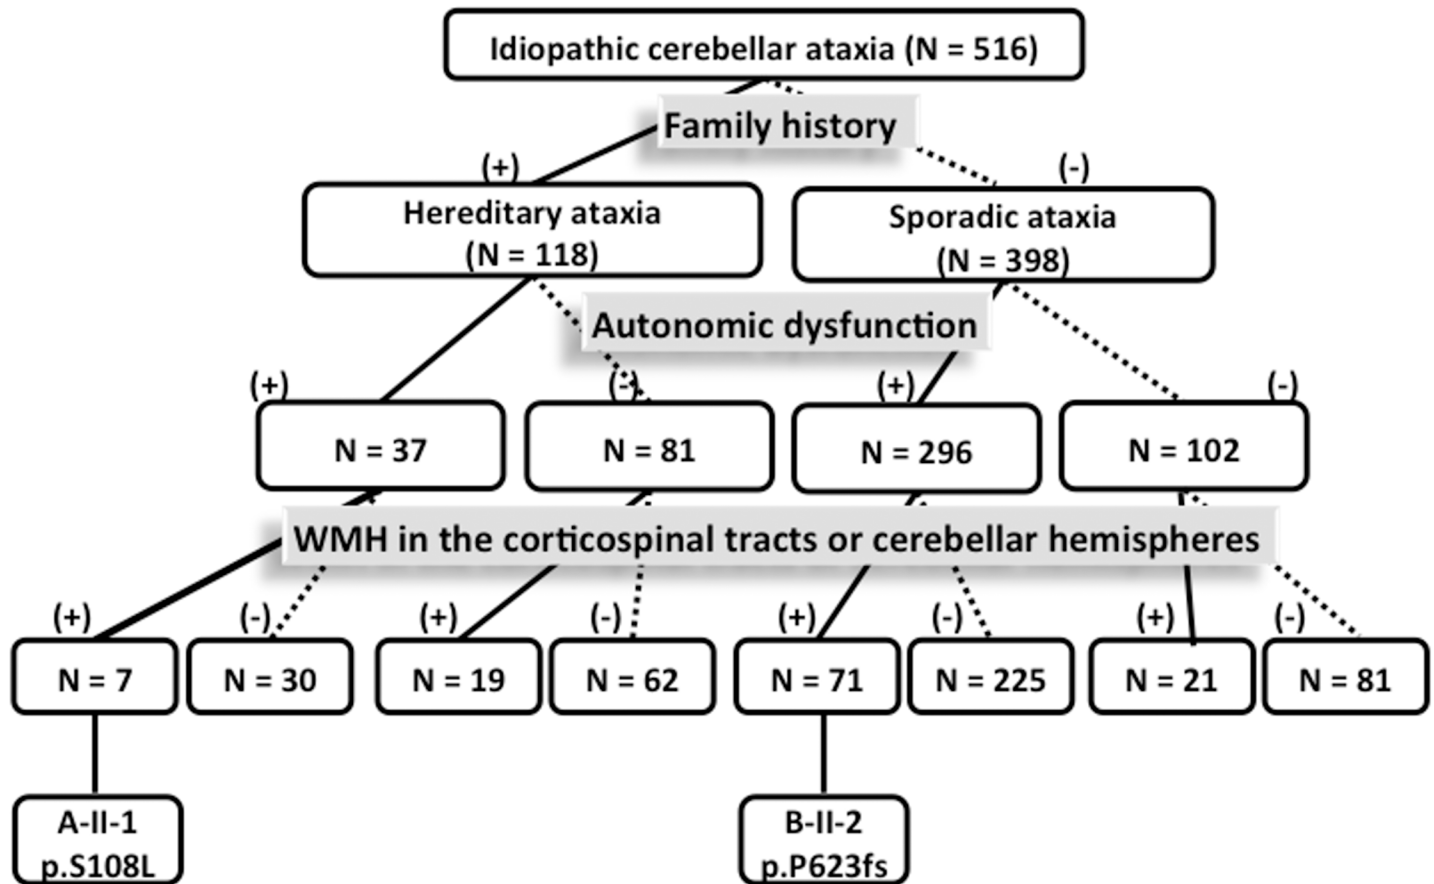 Idiopathic cerebellar ataxia (N = 516)
Family history
(+)
(-)
Hereditary ataxia
(N = 118)
Sporadic ataxia
(N = 398)
Autonomic dysfunction
(+)
(-)
(+)
(-)
N = 37
N = 81
N = 296
N = 102
WMH in the corticospinal tracts or cerebellar hemispheres
(+)
(-)
(+)
(-)
(+)
(-)
(+)
(-)
N = 7
N = 30
N = 19
N = 62
N = 71
N = 225
N = 21
N = 81
A-II-1
p.S108L
B-II-2
p.P623fs